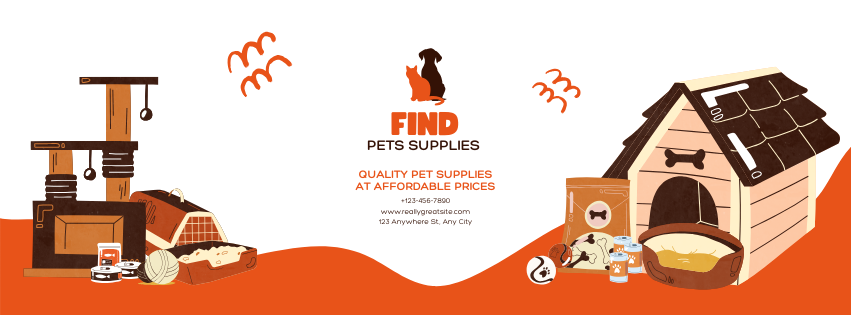 FIND
PETS SUPPLIES
QUALITY PET SUPPLIES
AT AFFORDABLE PRICES
+123-456-7890
www.reallygreatsite.com
123 Anywhere St, Any City